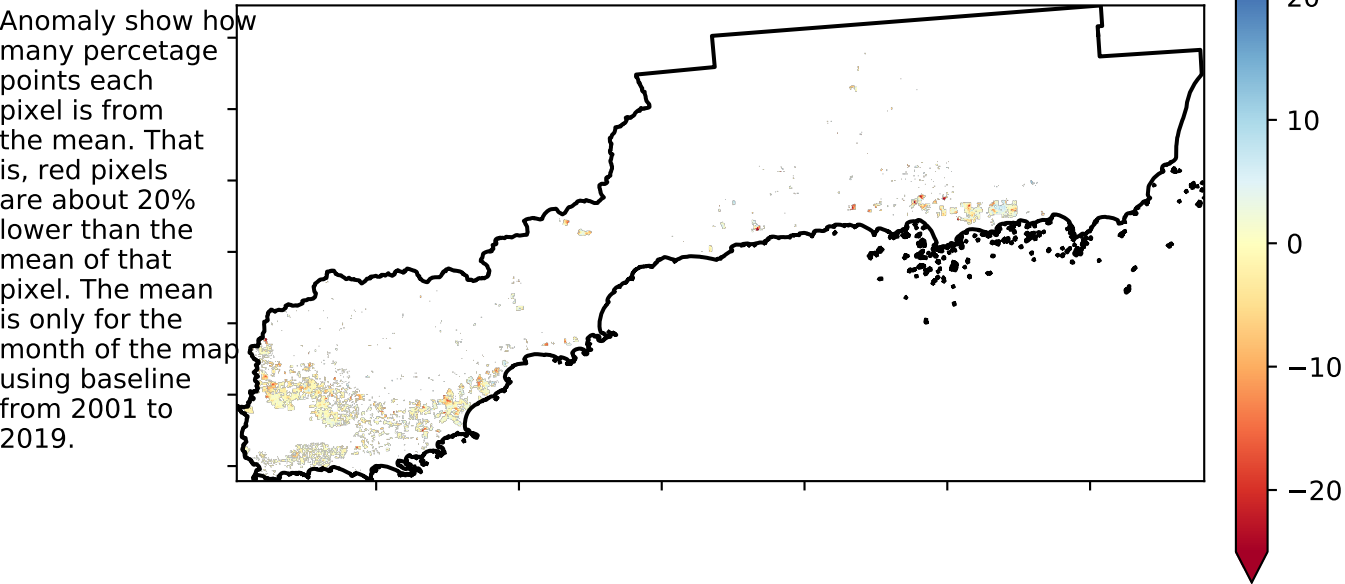 Anomaly show how
many percetage
points each
pixel is from
the mean. That
is, red pixels
are about 20%
lower than the
mean of that
pixel. The mean
is only for the
month of the map
using baseline
from 2001 to
2019.
20
10
0
−10
−20